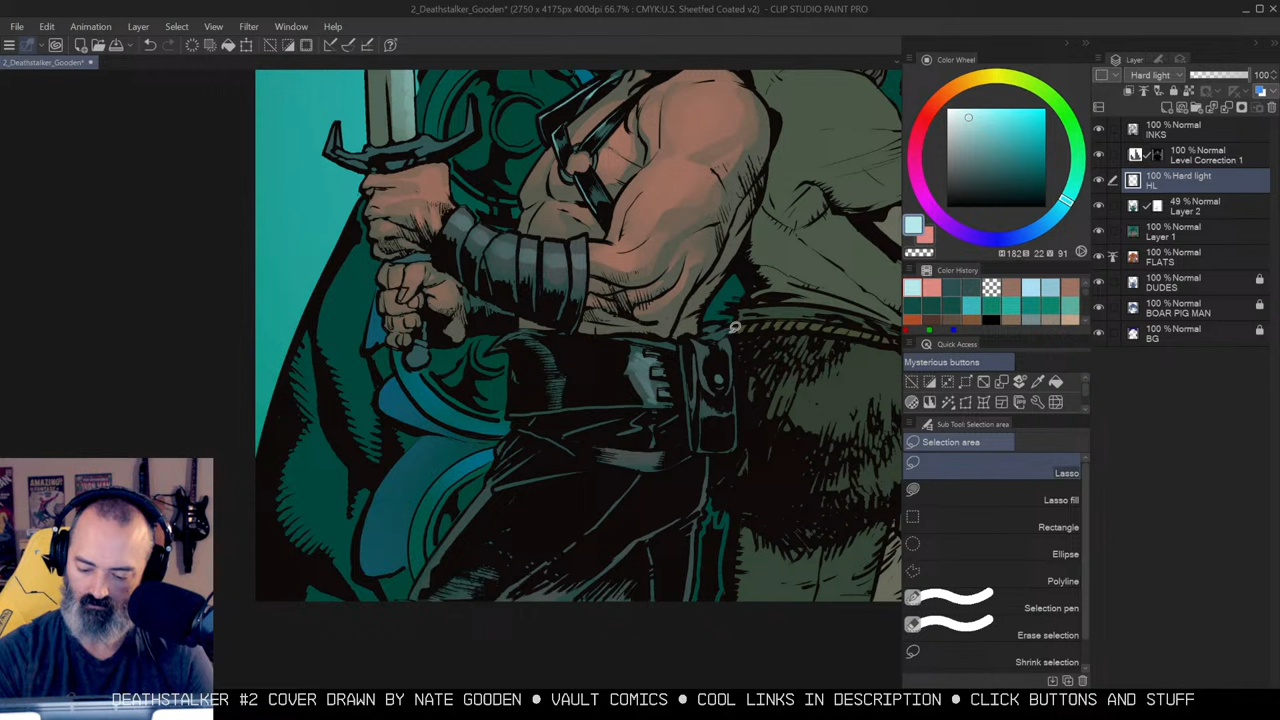 2_Deathstalker_Gooden* (2750 x 4175px 400dpi 66.7% : CMYK:U.S. Sheetfed Coated v2) - CLIP STUDIO PAINT PRO
File Edit Animation Layer Select View Filter Window Help
2_Deathstalker_Gooden*
Color Wheel
H 182 S 22 V 91
Color History
Quick Access
Mysterious buttons
Sub Tool: Selection area
Selection area
Lasso
Lasso fill
Rectangle
Ellipse
Polyline
Selection pen
Erase selection
Shrink selection
Layer
Hard light 100
100 % Normal
INKS
100 % Normal
Level Correction 1
100 % Hard light
HL
49 % Normal
Layer 2
100 % Normal
Layer 1
100 % Normal
FLATS
100 % Normal
DUDES
100 % Normal
BOAR PIG MAN
100 % Normal
BG
DEATHSTALKER #2 COVER DRAWN BY NATE GOODEN ● VAULT COMICS ● COOL LINKS IN DESCRIPTION ● CLICK BUTTONS AND STUFF